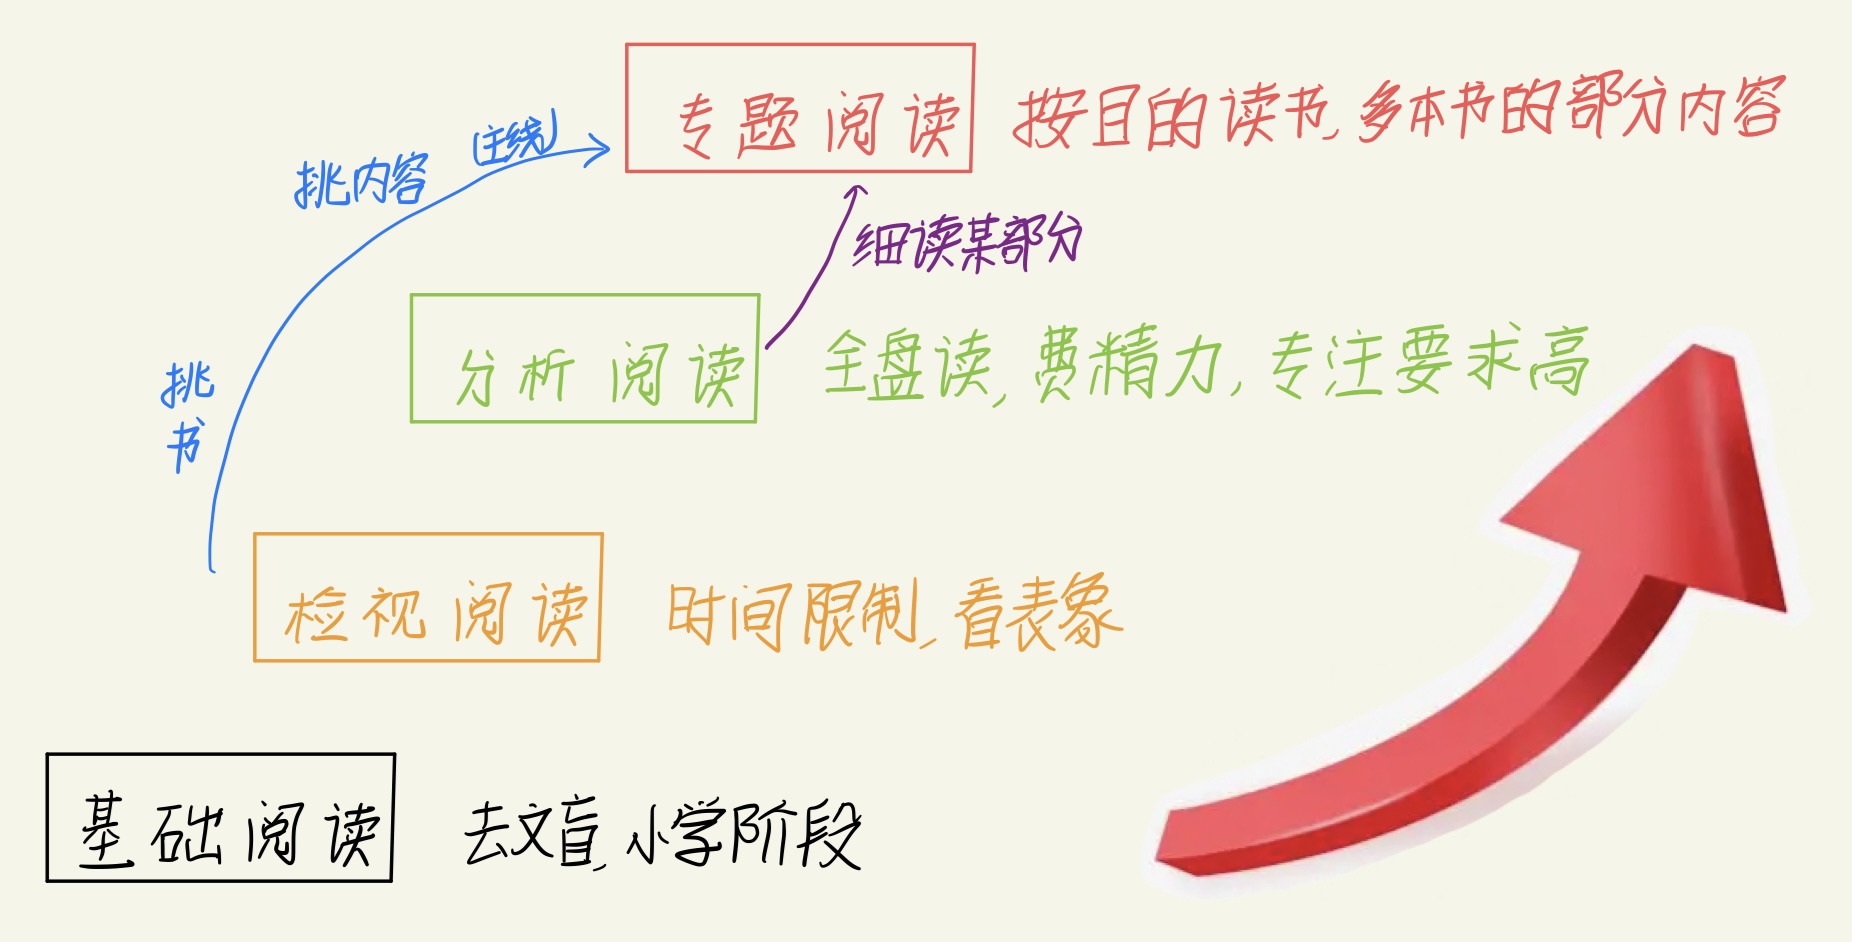 专题阅读 按目的读书,多本书的部分内容
(主线)
挑内容
细读某部分
分析阅读 全盘读,费精力,专注要求高
挑书
检视阅读 时间限制,看表象
基础阅读 去文盲,小学阶段